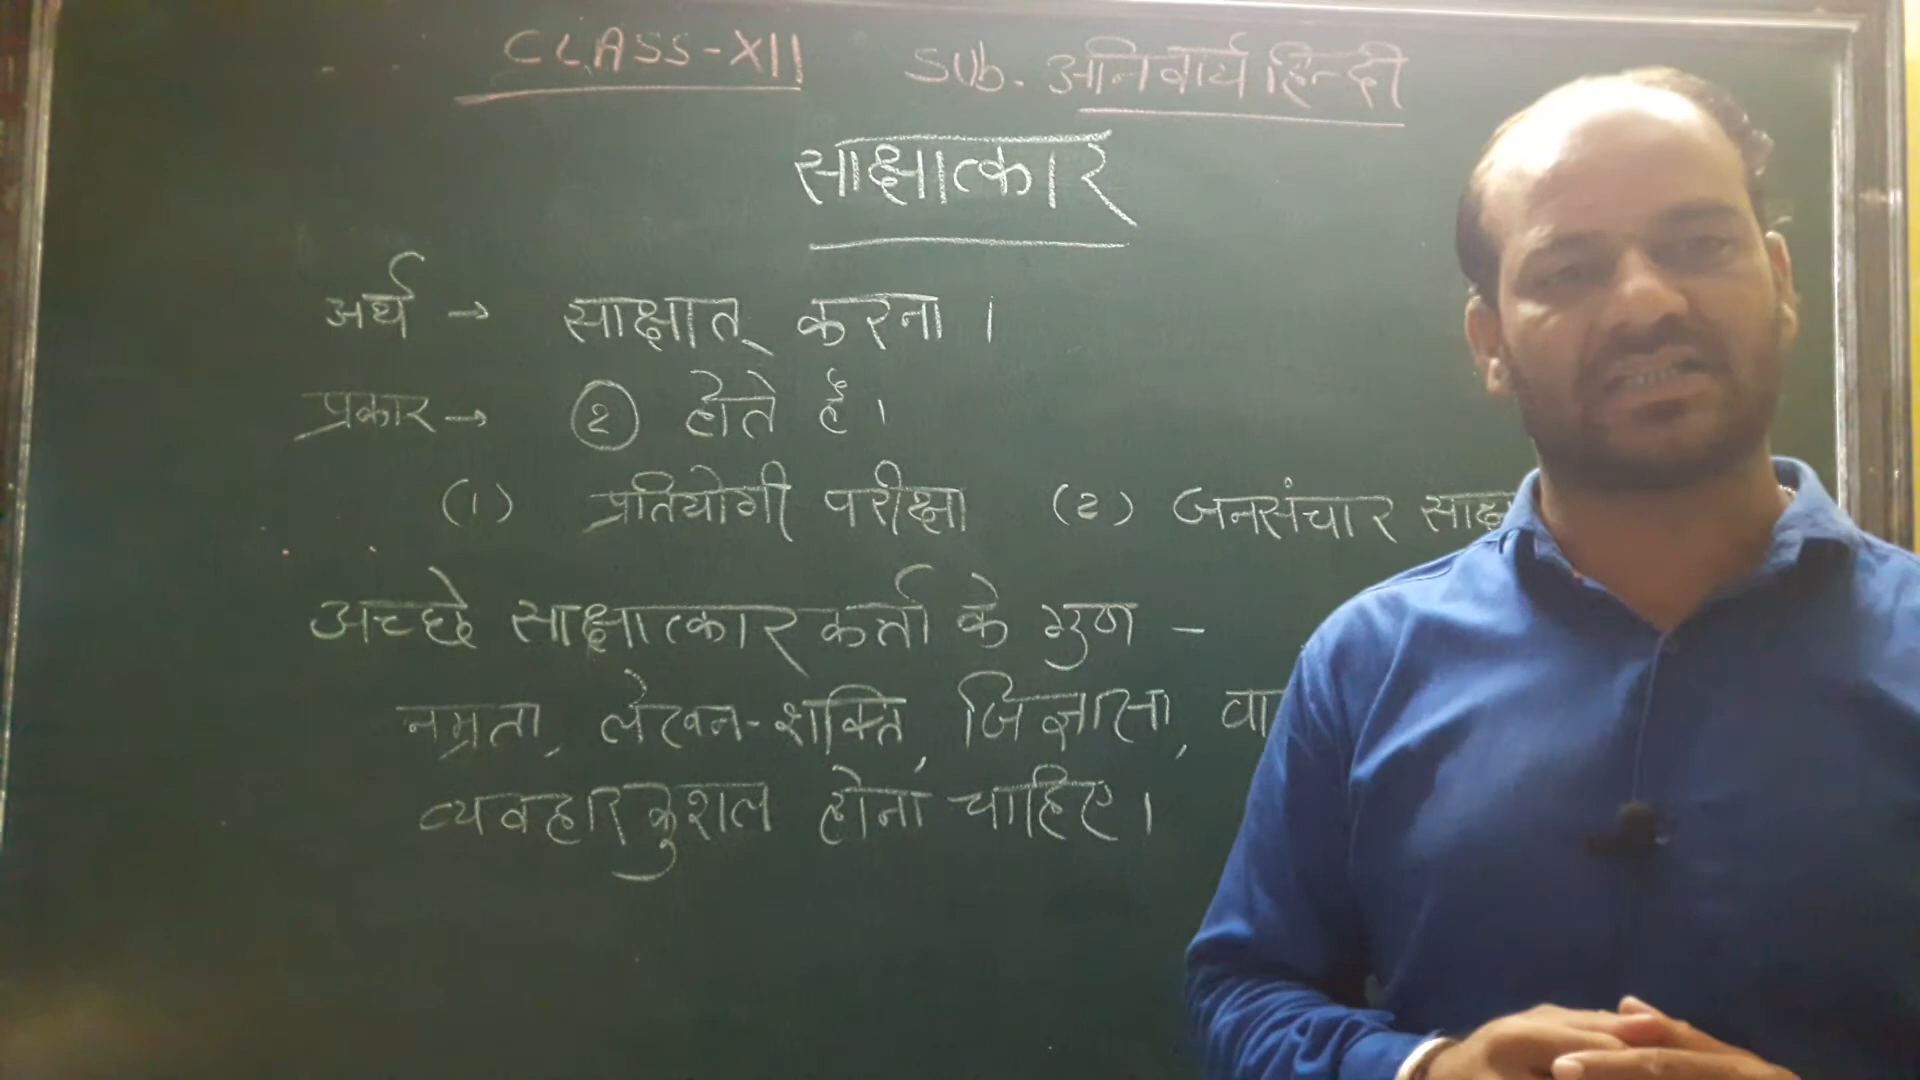 CLASS-XII Sub. अनिवार्य हिन्दी
साक्षात्कार
अर्थ → साक्षात् करना।
प्रकार → 2 होते हैं।
(1) प्रतियोगी परीक्षा (2) जनसंचार
अच्छे साक्षात्कारकर्त्ता के गुण -
नम्रता, लेखन-शक्ति, जिज्ञासा,
व्यवहारकुशल होना चाहिए।